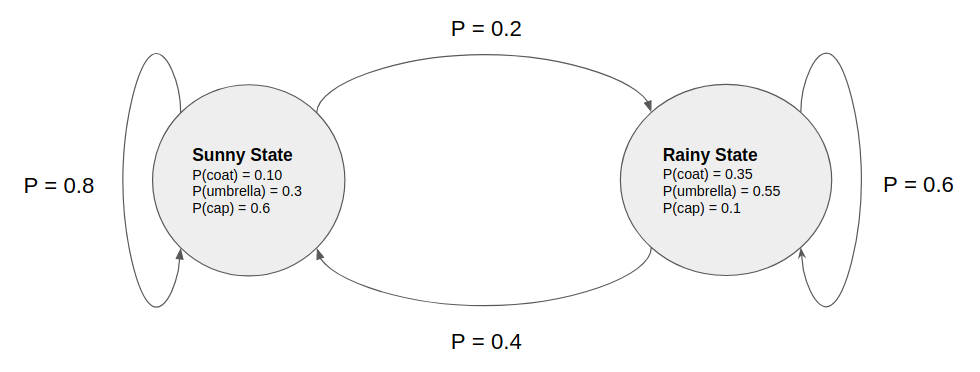 P = 0.2
Sunny State
P(coat) = 0.10
P(umbrella) = 0.3
P(cap) = 0.6
Rainy State
P(coat) = 0.35
P(umbrella) = 0.55
P(cap) = 0.1
P = 0.8
P = 0.6
P = 0.4